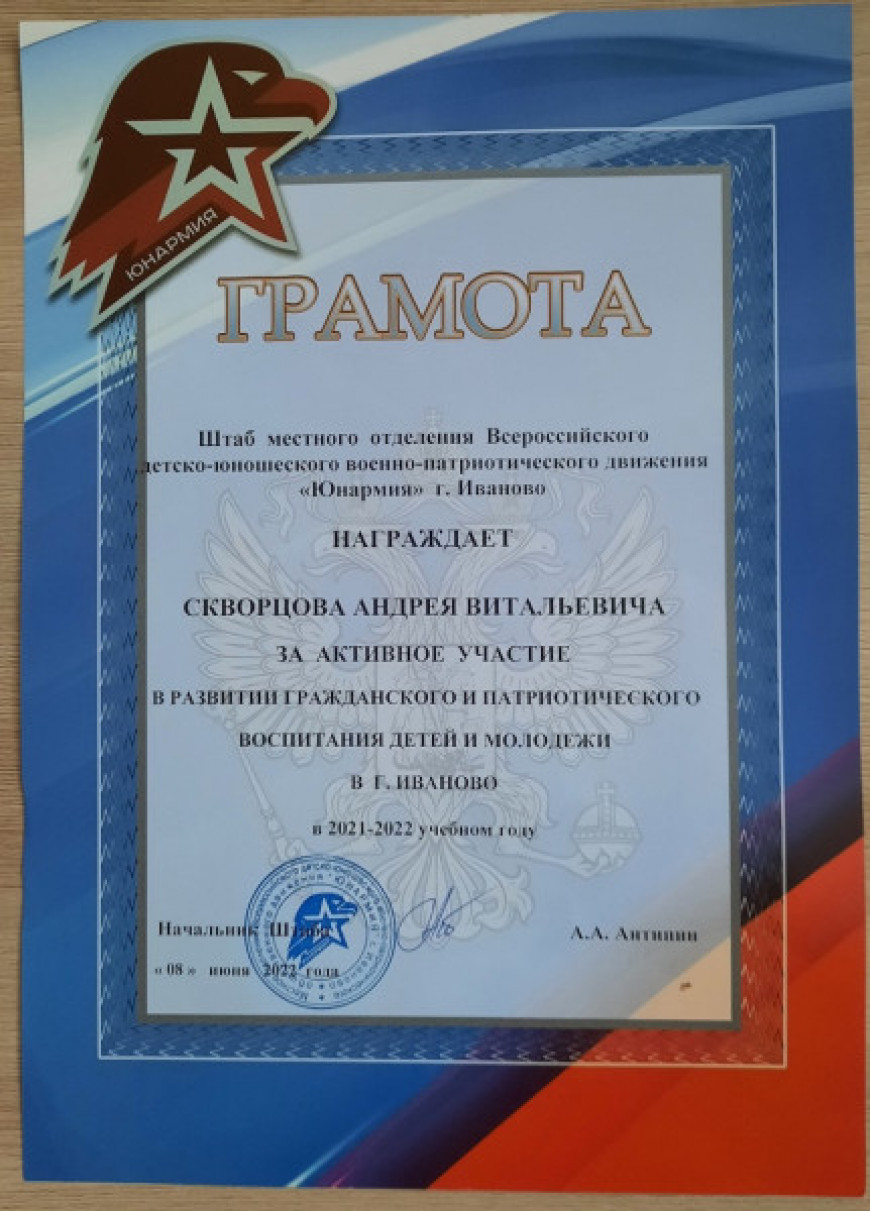 ЮНАРМИЯ
ГРАМОТА
Штаб местного отделения Всероссийского
детско-юношеского военно-патриотического движения
«Юнармия» г. Иваново
НАГРАЖДАЕТ
СКВОРЦОВА АНДРЕЯ ВИТАЛЬЕВИЧА
ЗА АКТИВНОЕ УЧАСТИЕ
В РАЗВИТИИ ГРАЖДАНСКОГО И ПАТРИОТИЧЕСКОГО
ВОСПИТАНИЯ ДЕТЕЙ И МОЛОДЕЖИ
В Г. ИВАНОВО
в 2021-2022 учебном году
Начальник Штаба А.А. Антипин
« 08 » июня 2022 года